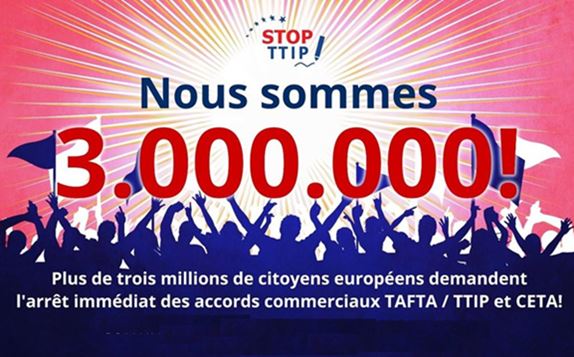 STOP
TTIP!
Nous sommes
3.000.000!
Plus de trois millions de citoyens européens demandent
l'arrêt immédiat des accords commerciaux TAFTA / TTIP et CETA!